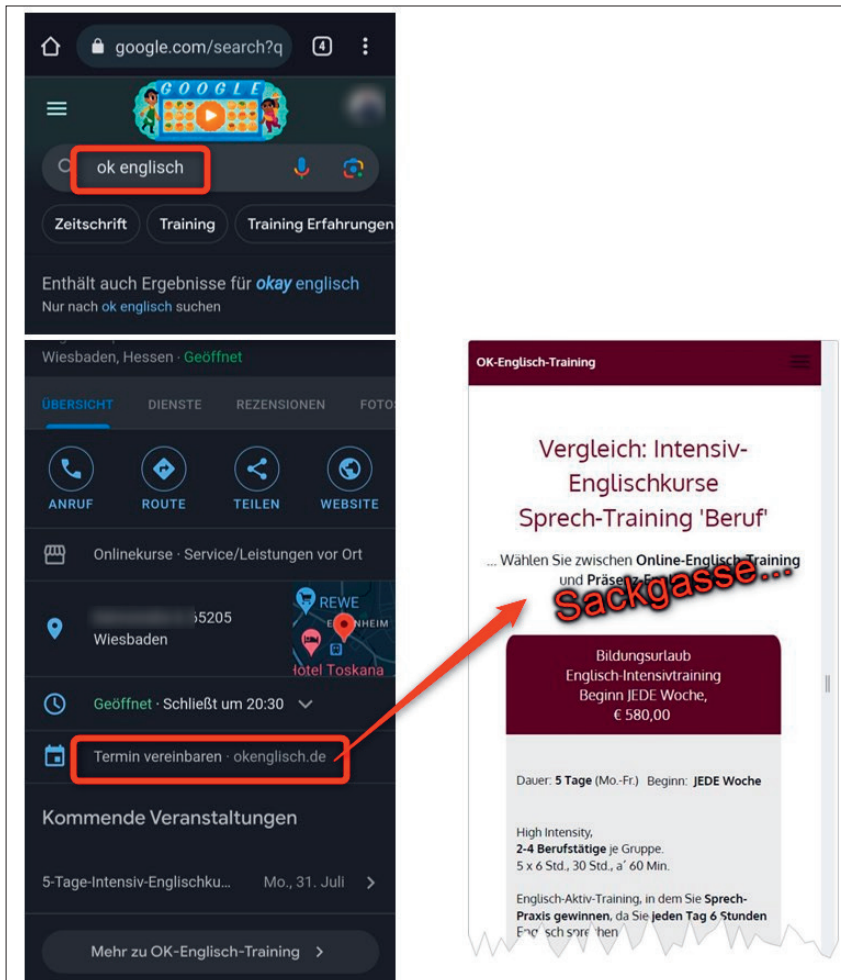 google.com/search?q
4
GOOGLE
ok englisch
Zeitschrift
Training
Training Erfahrungen
Enthält auch Ergebnisse für okay englisch
Nur nach ok englisch suchen
Wiesbaden, Hessen · Geöffnet
ÜBERSICHT
DIENSTE
REZENSIONEN
FOTOS
ANRUF
ROUTE
TEILEN
WEBSITE
Onlinekurse · Service/Leistungen vor Ort
65205
Wiesbaden
REWE
Hotel Toskana
Geöffnet · Schließt um 20:30
Termin vereinbaren · okenglisch.de
Kommende Veranstaltungen
5-Tage-Intensiv-Englischku...
Mo., 31. Juli
Mehr zu OK-Englisch-Training
OK-Englisch-Training
Vergleich: Intensiv-
Englischkurse
Sprech-Training 'Beruf'
... Wählen Sie zwischen Online-Englisch-Training
und
Sackgasse...
Bildungsurlaub
Englisch-Intensivtraining
Beginn JEDE Woche,
€ 580,00
Dauer: 5 Tage (Mo.-Fr.) Beginn: JEDE Woche
High Intensity,
2-4 Berufstätige je Gruppe.
5 x 6 Std., 30 Std., a´ 60 Min.
Englisch-Aktiv-Training, in dem Sie Sprech-
Praxis gewinnen, da Sie jeden Tag 6 Stunden
Englisch sprechen